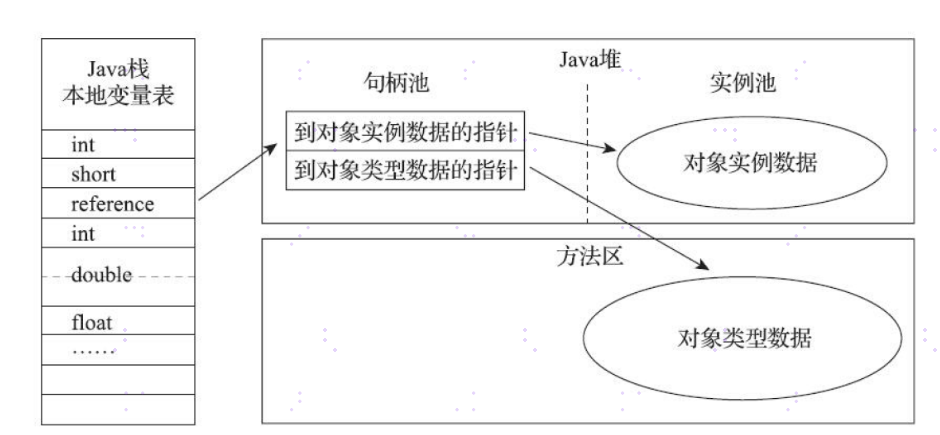 Java栈
本地变量表
int
short
reference
int
double
float
……
Java堆
句柄池
实例池
到对象实例数据的指针
到对象类型数据的指针
对象实例数据
方法区
对象类型数据